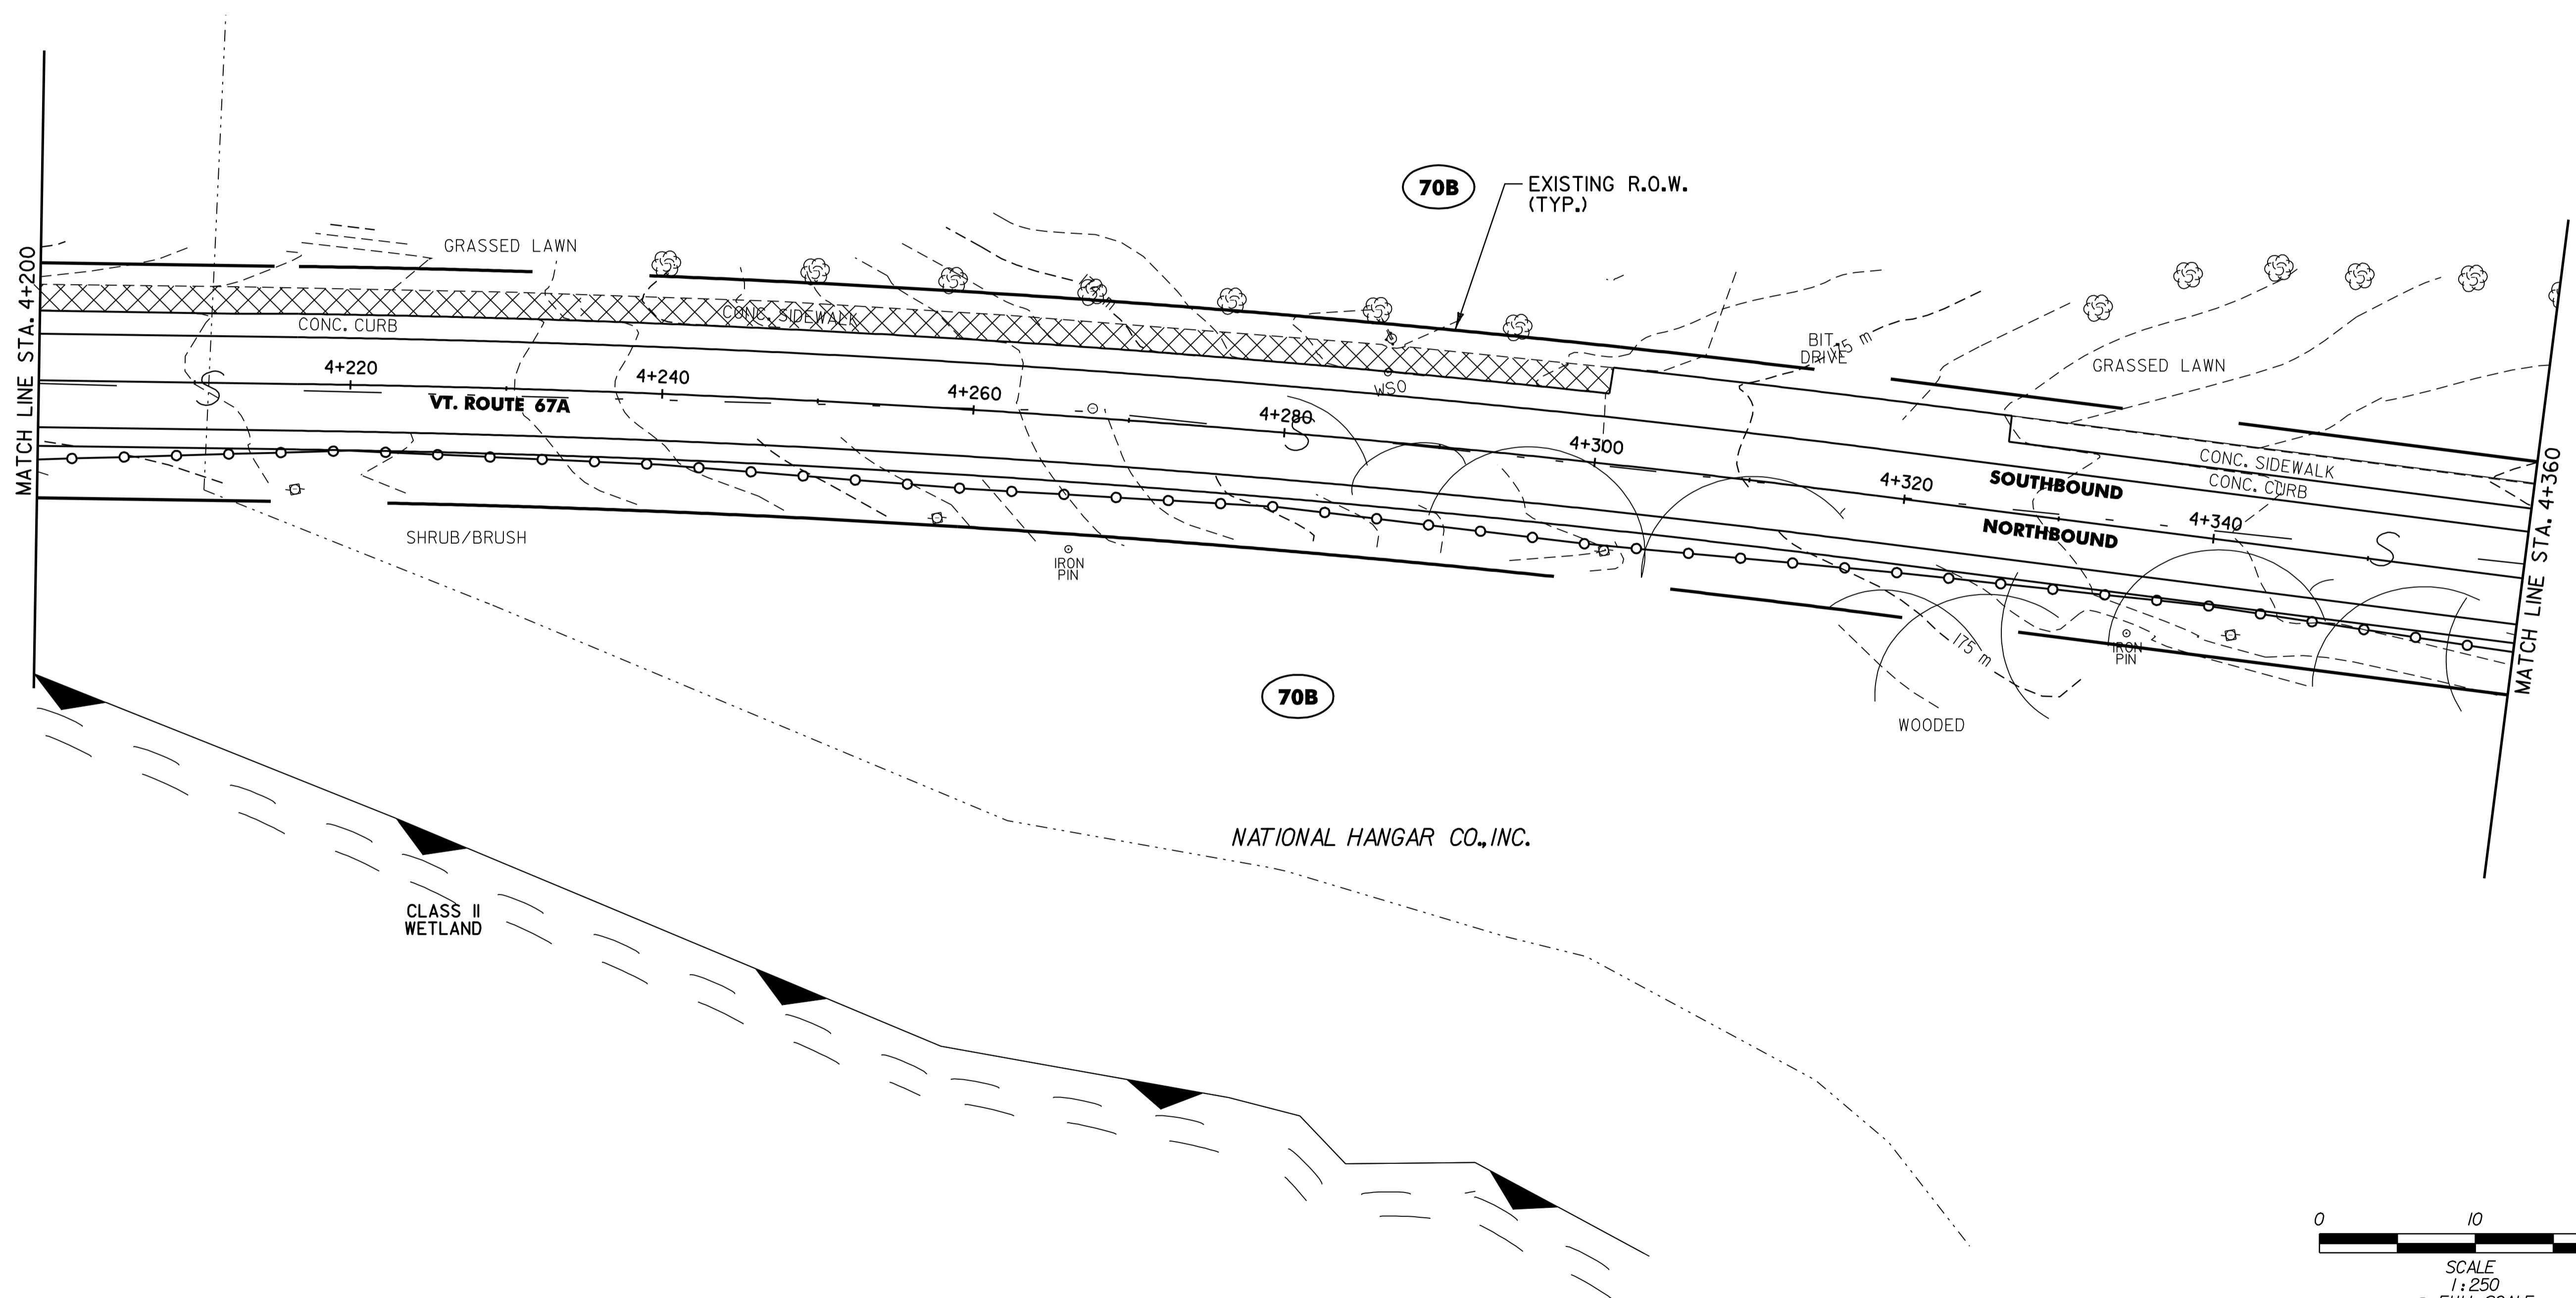 70B
EXISTING R.O.W.
(TYP.)
MATCH LINE STA. 4+200
GRASSED LAWN
CONC. SIDEWALK
CONC. CURB
BIT.
DRIVE
175 m
GRASSED LAWN
4+220
4+240
4+260
4+280
4+300
4+320
4+340
WSO
VT. ROUTE 67A
SOUTHBOUND
NORTHBOUND
CONC. SIDEWALK
CONC. CURB
MATCH LINE STA. 4+360
SHRUB/BRUSH
IRON
PIN
IRON
PIN
175 m
WOODED
70B
NATIONAL HANGAR CO., INC.
CLASS II
WETLAND
0 10
SCALE
1:250